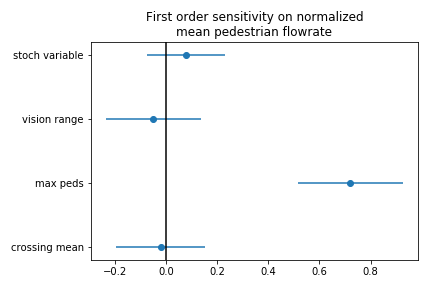 First order sensitivity on normalized
mean pedestrian flowrate
stoch variable
vision range
max peds
crossing mean
−0.2 0.0 0.2 0.4 0.6 0.8